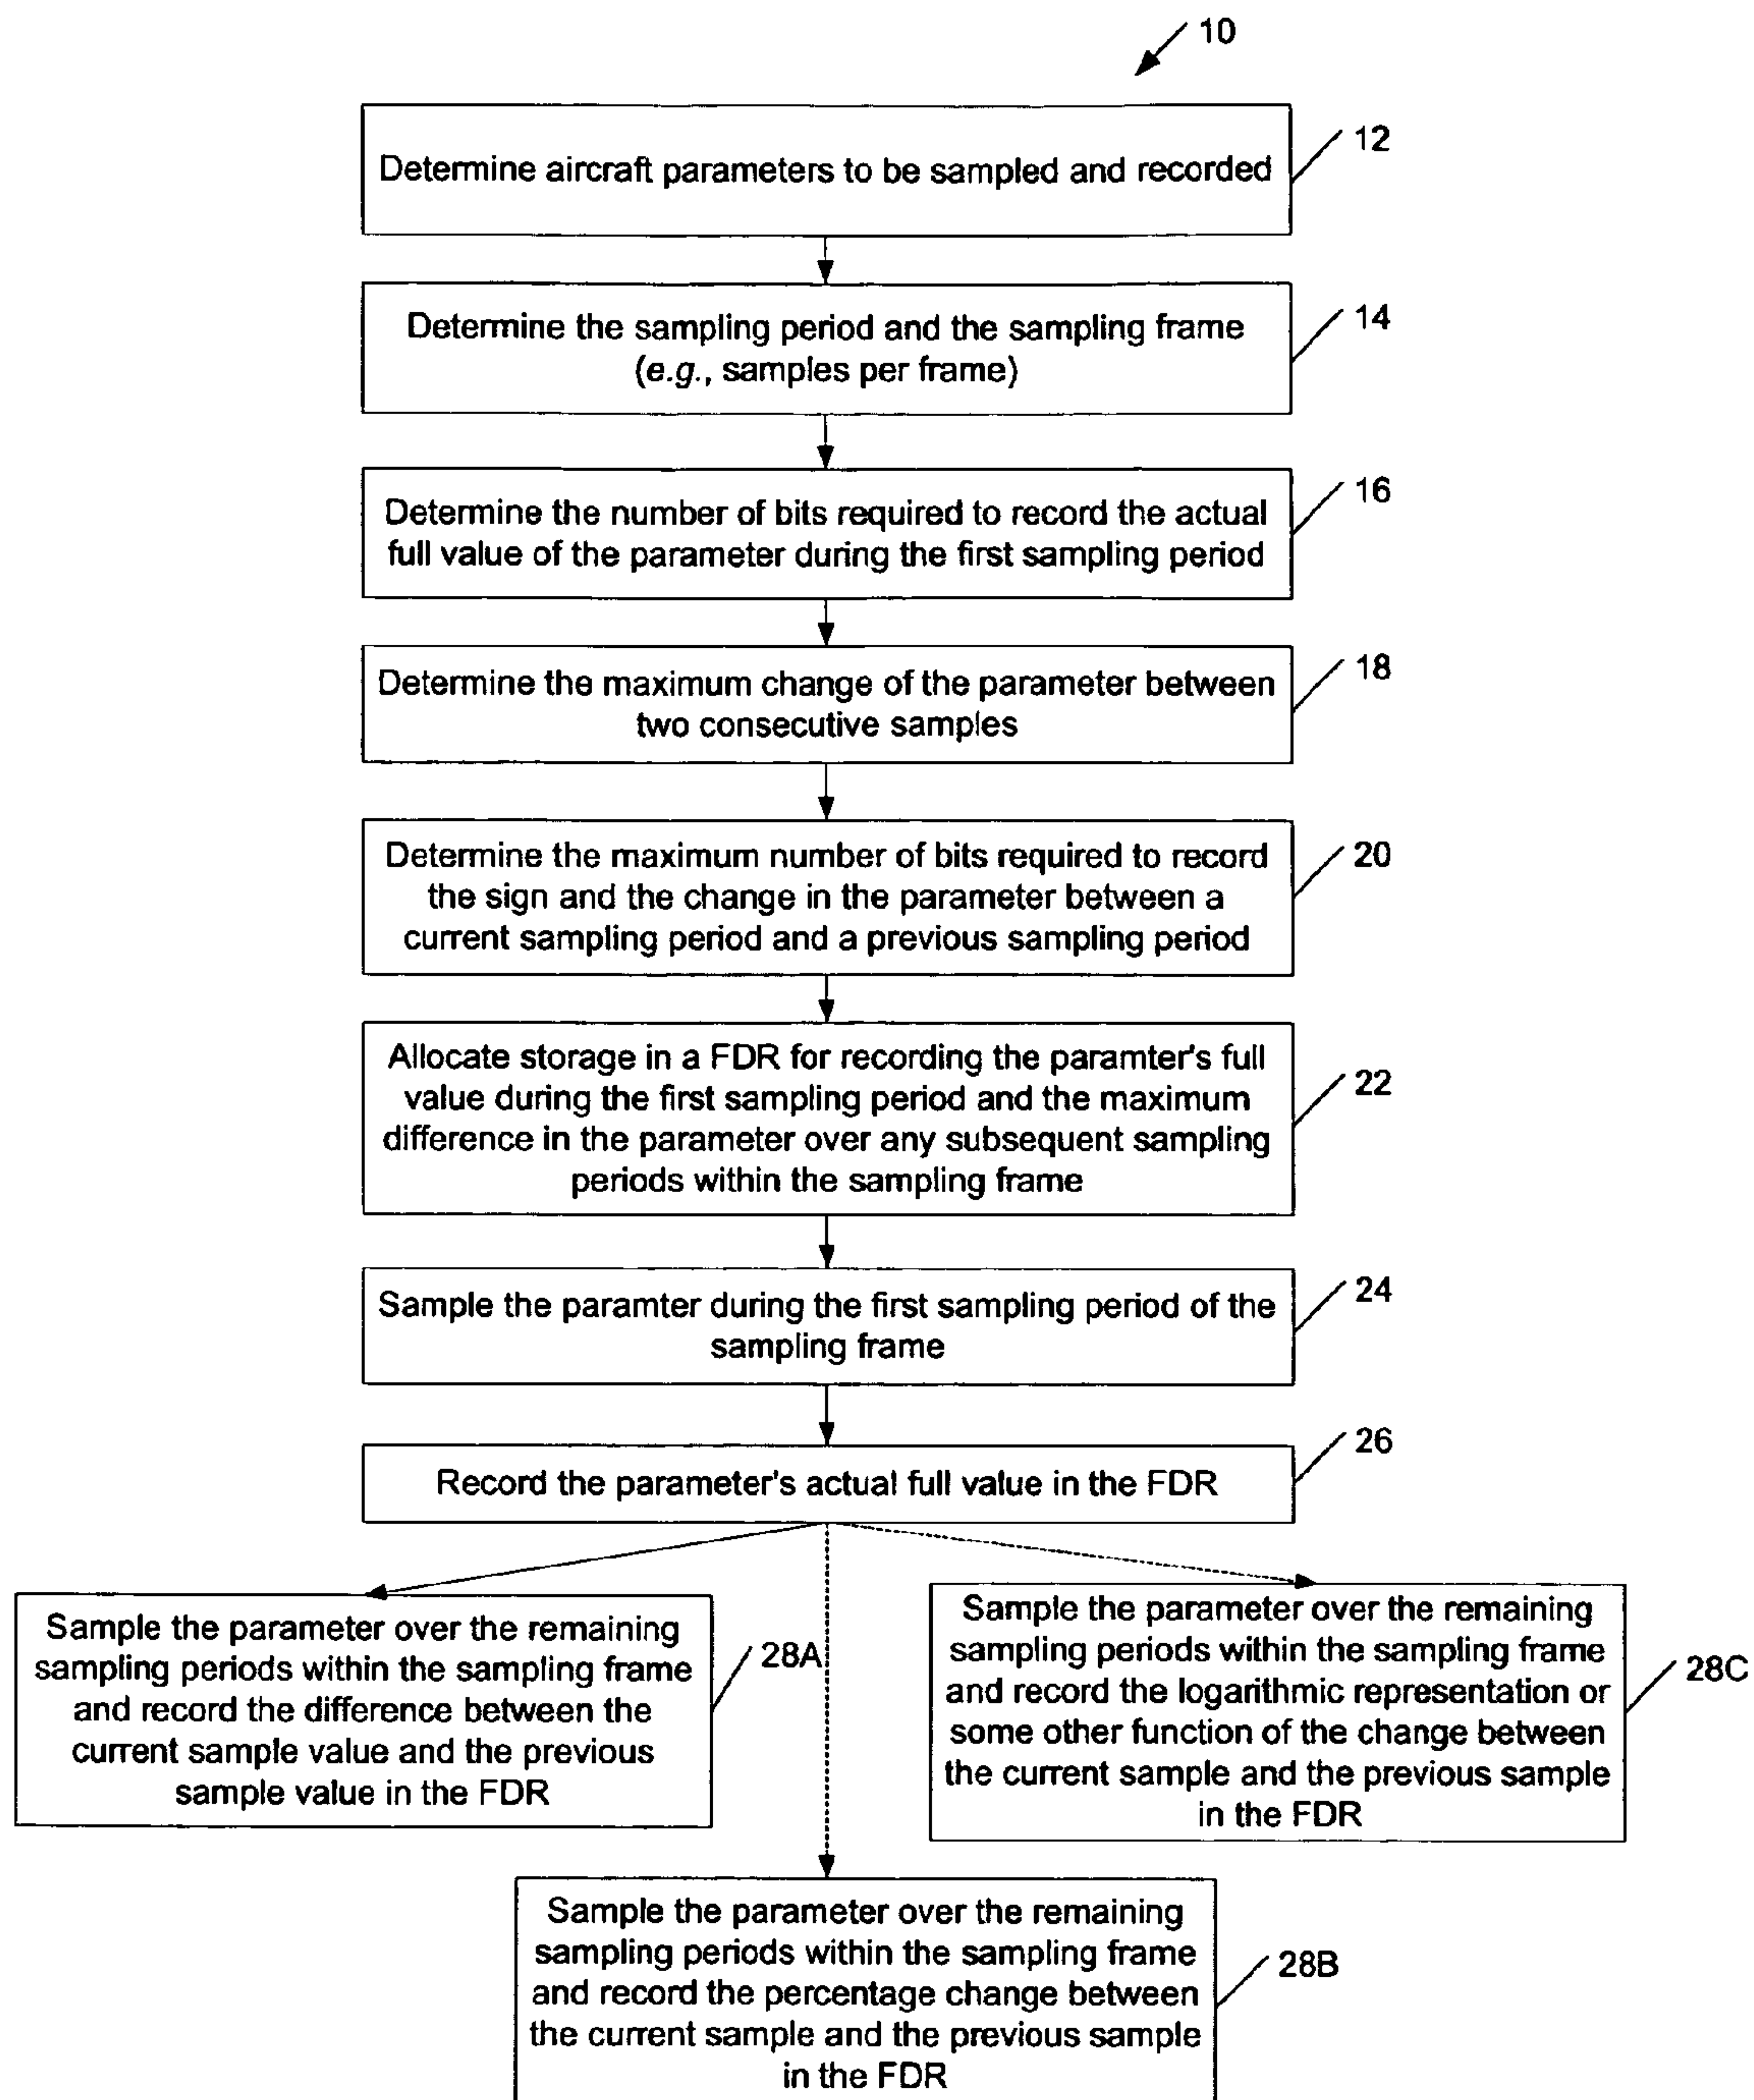 10
Determine aircraft parameters to be sampled and recorded
12
Determine the sampling period and the sampling frame
(e.g., samples per frame)
14
Determine the number of bits required to record the actual
full value of the parameter during the first sampling period
16
Determine the maximum change of the parameter between
two consecutive samples
18
Determine the maximum number of bits required to record
the sign and the change in the parameter between a
current sampling period and a previous sampling period
20
Allocate storage in a FDR for recording the paramter's full
value during the first sampling period and the maximum
difference in the parameter over any subsequent sampling
periods within the sampling frame
22
Sample the paramter during the first sampling period of the
sampling frame
24
Record the parameter's actual full value in the FDR
26
Sample the parameter over the remaining
sampling periods within the sampling frame
and record the difference between the
current sample value and the previous
sample value in the FDR
28A
Sample the parameter over the remaining
sampling periods within the sampling frame
and record the logarithmic representation or
some other function of the change between
the current sample and the previous sample
in the FDR
28C
Sample the parameter over the remaining
sampling periods within the sampling frame
and record the percentage change between
the current sample and the previous sample
in the FDR
28B